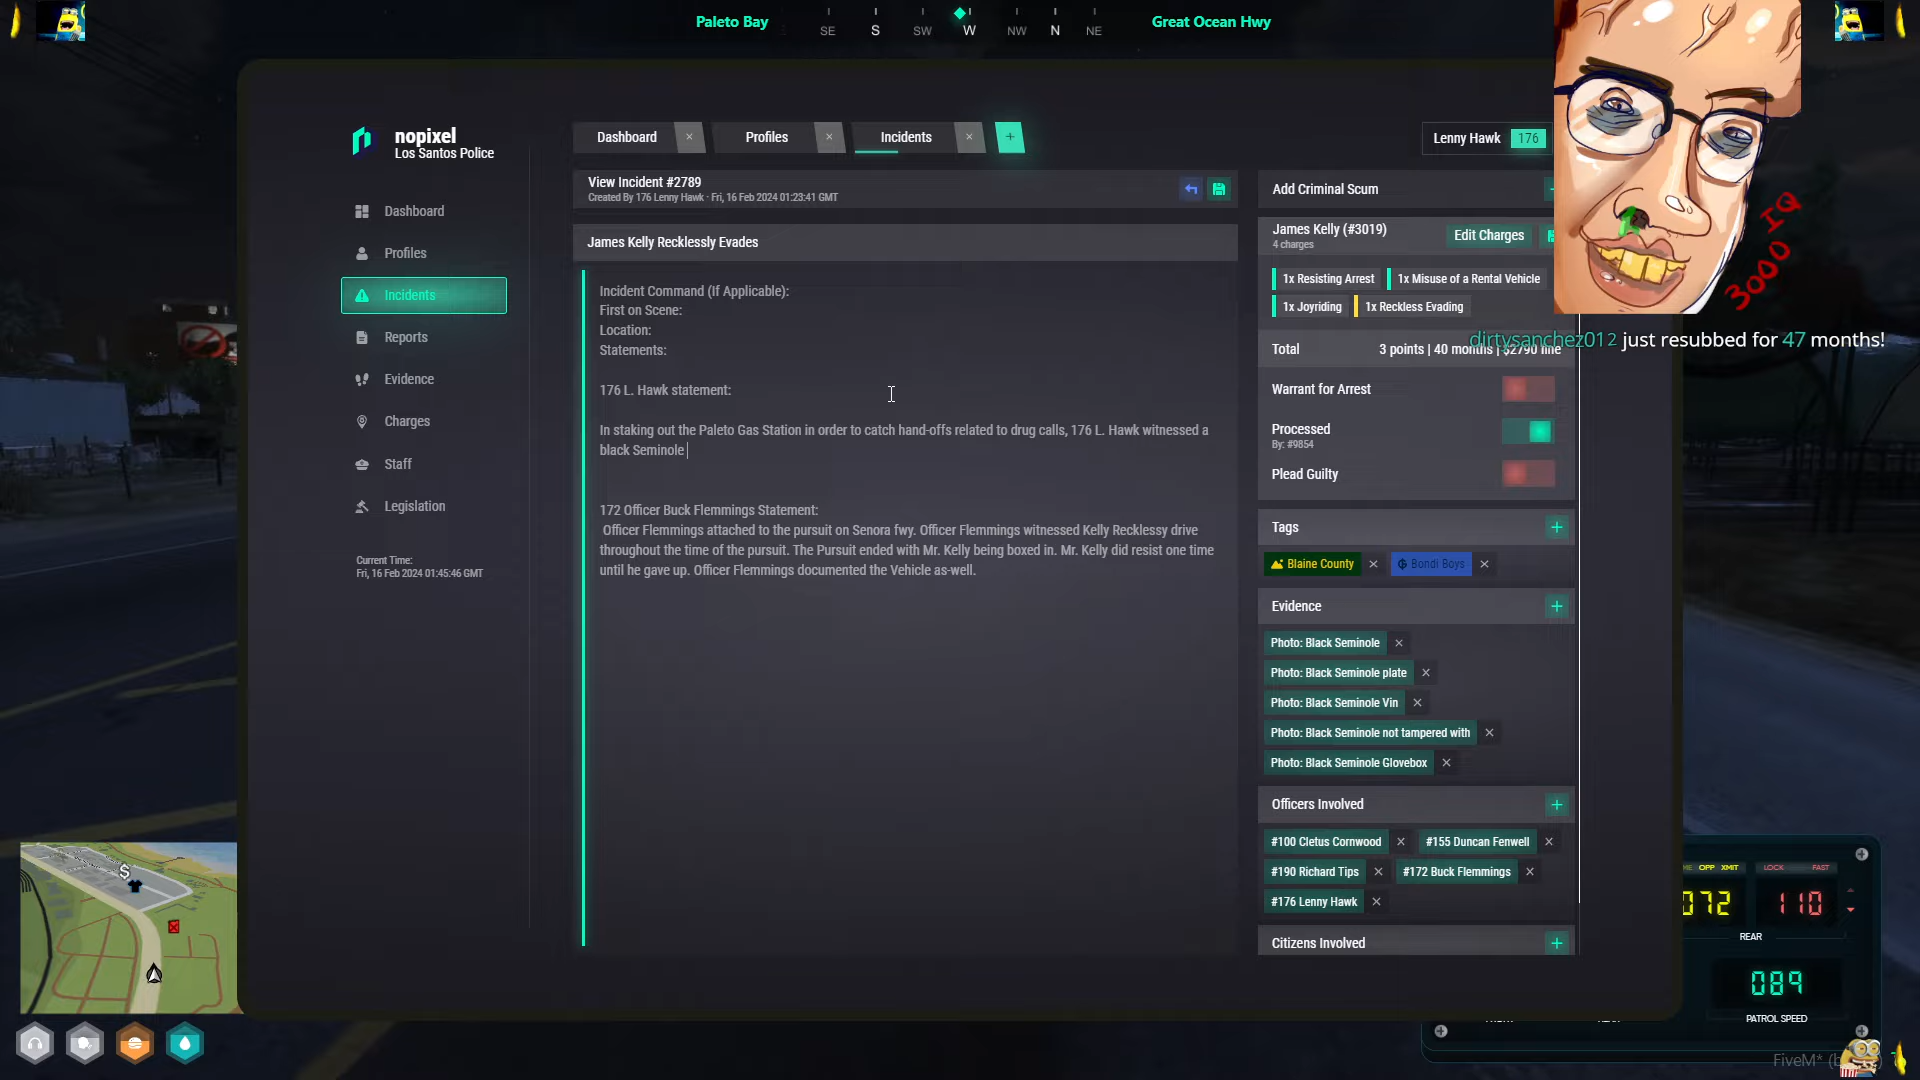 Paleto Bay
SE S SW W NW N NE
Great Ocean Hwy
nopixel
Los Santos Police
Dashboard
Profiles
Incidents
Reports
Evidence
Charges
Staff
Legislation
Current Time:
Fri, 16 Feb 2024 01:45:46 GMT
Dashboard ×
Profiles ×
Incidents ×
+
Lenny Hawk 176
View Incident #2789
Created By 176 Lenny Hawk · Fri, 16 Feb 2024 01:23:41 GMT
James Kelly Recklessly Evades
Incident Command (If Applicable):
First on Scene:
Location:
Statements:
176 L. Hawk statement:
In staking out the Paleto Gas Station in order to catch hand-offs related to drug calls, 176 L. Hawk witnessed a
black Seminole
172 Officer Buck Flemmings Statement:
Officer Flemmings attached to the pursuit on Senora fwy. Officer Flemmings witnessed Kelly Recklessy drive
throughout the time of the pursuit. The Pursuit ended with Mr. Kelly being boxed in. Mr. Kelly did resist one time
until he gave up. Officer Flemmings documented the Vehicle as-well.
Add Criminal Scum
James Kelly (#3019)
4 charges
Edit Charges
1x Resisting Arrest
1x Misuse of a Rental Vehicle
1x Joyriding
1x Reckless Evading
Total
3 points | 40 months | $2790 fine
Warrant for Arrest
Processed
By: #9854
Plead Guilty
Tags +
Blaine County ×
Bondi Boys ×
Evidence +
Photo: Black Seminole ×
Photo: Black Seminole plate ×
Photo: Black Seminole Vin ×
Photo: Black Seminole not tampered with ×
Photo: Black Seminole Glovebox ×
Officers Involved +
#100 Cletus Cornwood ×
#155 Duncan Fenwell ×
#190 Richard Tips ×
#172 Buck Flemmings ×
#176 Lenny Hawk ×
Citizens Involved +
3000 IQ
dirtysanchez012 just resubbed for 47 months!
$
OPP XMIT
LOCK FAST
072
110
REAR
089
PATROL SPEED
FiveM*